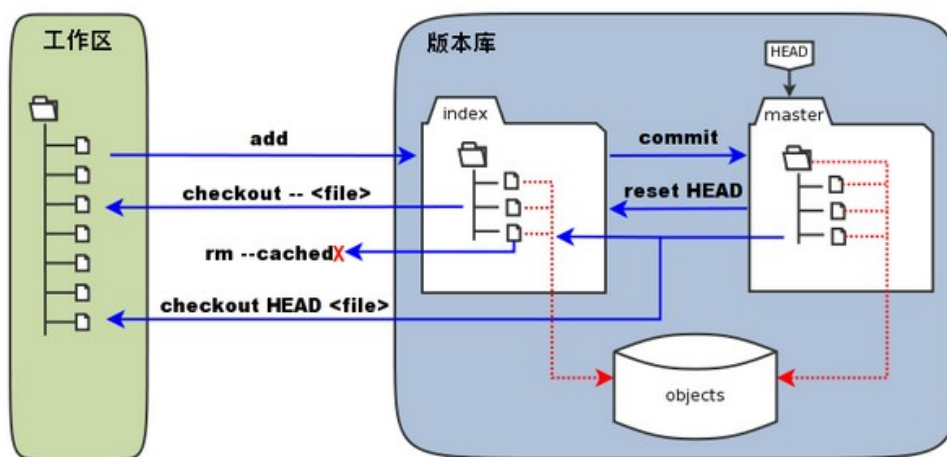 工作区
版本库
HEAD
index
master
add
commit
checkout -- <file>
reset HEAD
rm --cachedX
checkout HEAD <file>
objects